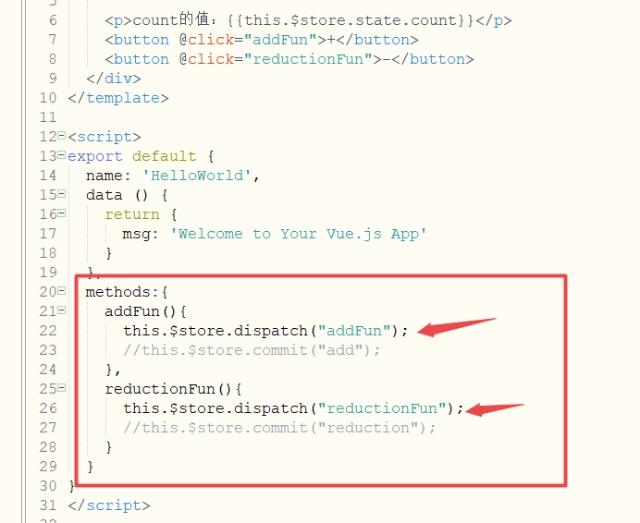 6 <p>count的值：{{this.$store.state.count}}</p>
7 <button @click="addFun">+</button>
8 <button @click="reductionFun">-</button>
9 </div>
10 </template>
11
12 <script>
13 export default {
14 name: 'HelloWorld',
15 data () {
16 return {
17 msg: 'Welcome to Your Vue.js App'
18 }
19 },
20 methods:{
21 addFun(){
22 this.$store.dispatch("addFun");
23 //this.$store.commit("add");
24 },
25 reductionFun(){
26 this.$store.dispatch("reductionFun");
27 //this.$store.commit("reduction");
28 }
29 }
30 }
31 </script>